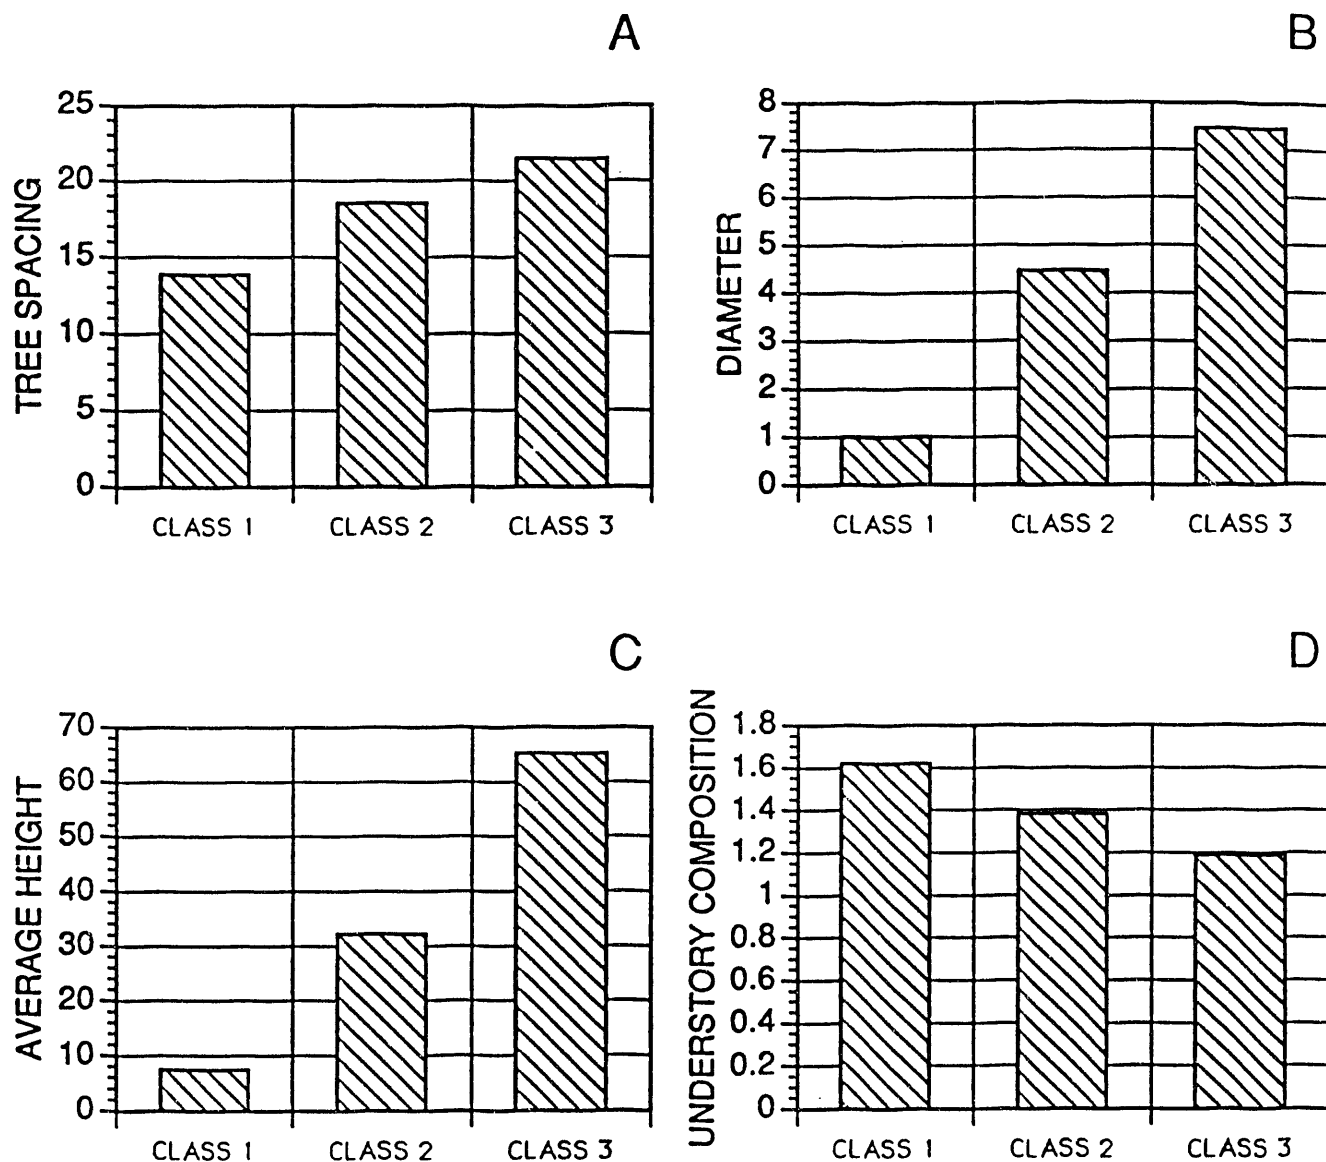 A
TREE SPACING
25
20
15
10
5
0
CLASS 1 CLASS 2 CLASS 3
B
DIAMETER
8
7
6
5
4
3
2
1
0
CLASS 1 CLASS 2 CLASS 3
C
AVERAGE HEIGHT
70
60
50
40
30
20
10
0
CLASS 1 CLASS 2 CLASS 3
D
UNDERSTORY COMPOSITION
1.8
1.6
1.4
1.2
1
0.8
0.6
0.4
0.2
0
CLASS 1 CLASS 2 CLASS 3